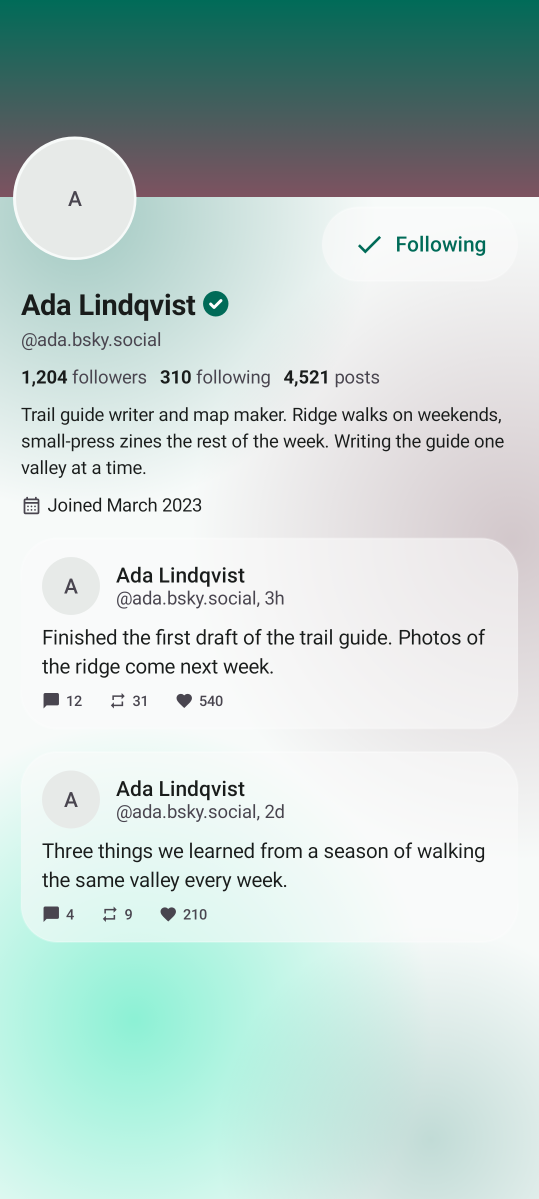 A
Following
Ada Lindqvist
@ada.bsky.social
1,204 followers 310 following 4,521 posts
Trail guide writer and map maker. Ridge walks on weekends,
small-press zines the rest of the week. Writing the guide one
valley at a time.
Joined March 2023
A
Ada Lindqvist
@ada.bsky.social, 3h
Finished the first draft of the trail guide. Photos of
the ridge come next week.
12 31 540
A
Ada Lindqvist
@ada.bsky.social, 2d
Three things we learned from a season of walking
the same valley every week.
4 9 210